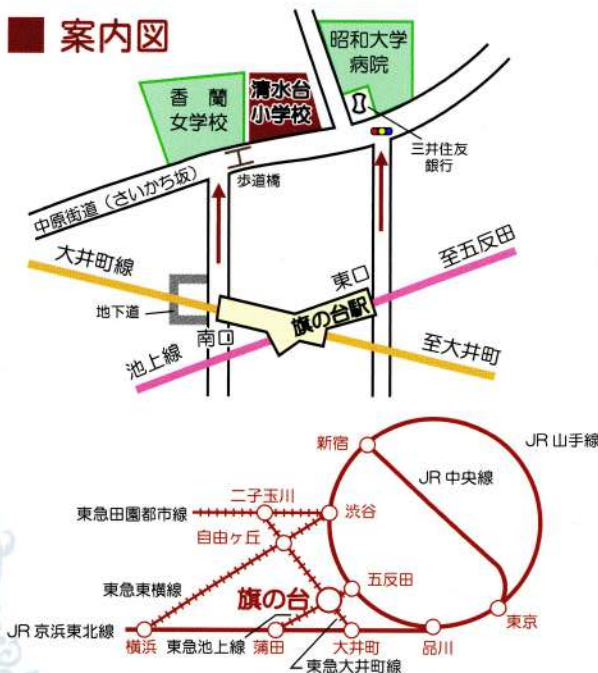 案内図
昭和大学
病院
香蘭
女学校
清水台
小学校
三井住友
銀行
中原街道（さいかち坂）
歩道橋
大井町線
至五反田
東口
旗の台駅
地下道
南口
池上線
至大井町
新宿
JR山手線
JR中央線
二子玉川
東急田園都市線
渋谷
自由ヶ丘
五反田
東急東横線
旗の台
東京
JR京浜東北線
横浜
東急池上線
蒲田
大井町
品川
東急大井町線